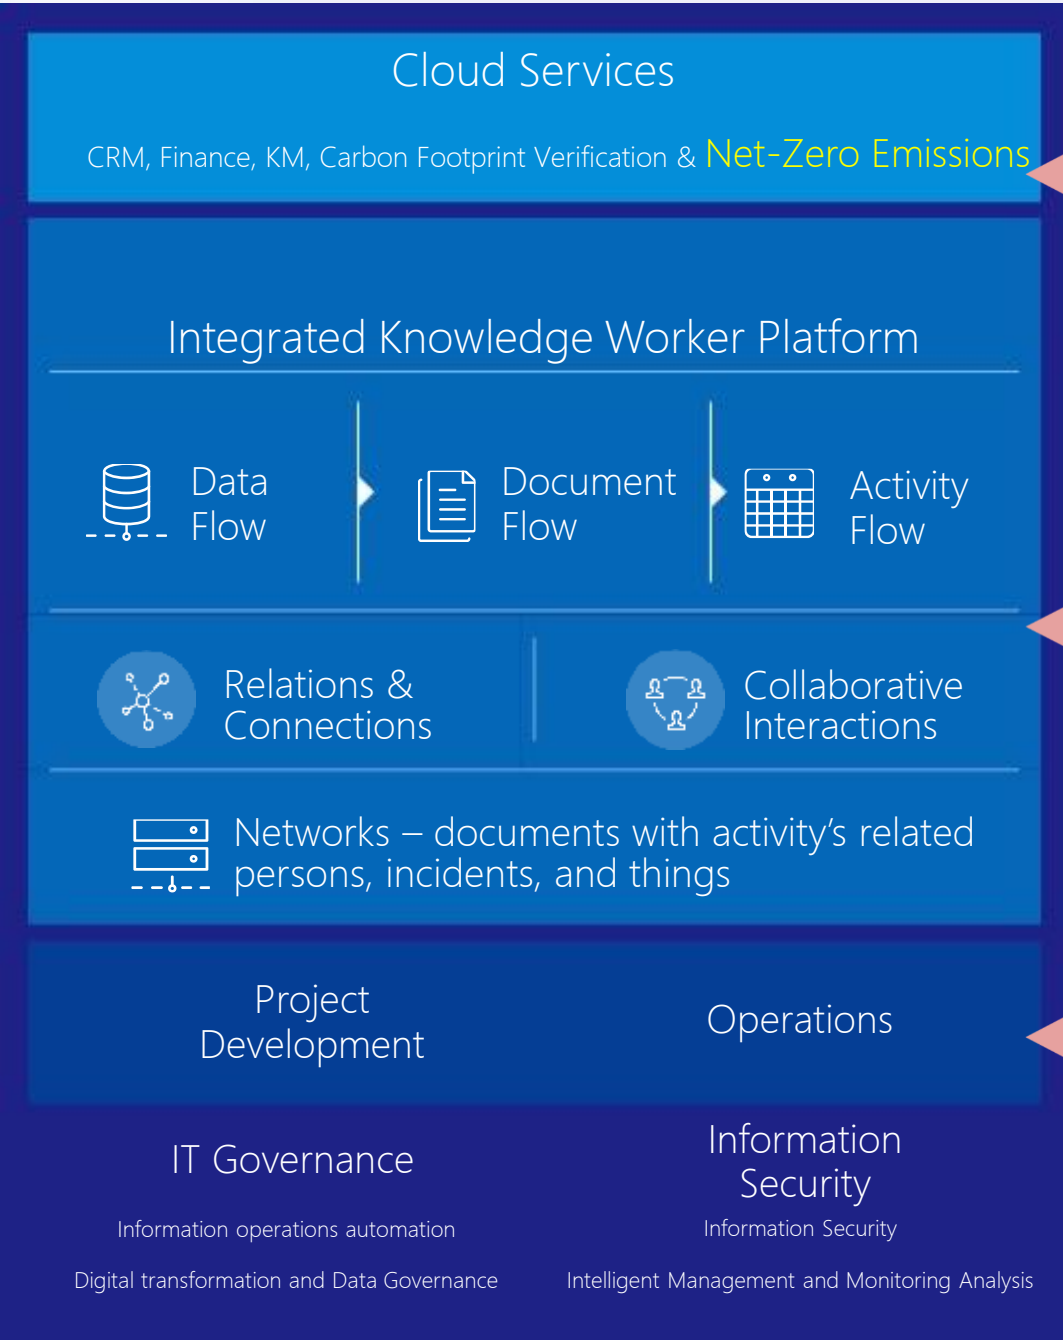 Cloud Services
CRM, Finance, KM, Carbon Footprint Verification & Net-Zero Emissions
Integrated Knowledge Worker Platform
Data
Flow
Document
Flow
Activity
Flow
Relations &
Connections
Collaborative
Interactions
Networks – documents with activity's related
persons, incidents, and things
Project
Development
Operations
IT Governance
Information operations automation
Digital transformation and Data Governance
Information
Security
Information Security
Intelligent Management and Monitoring Analysis